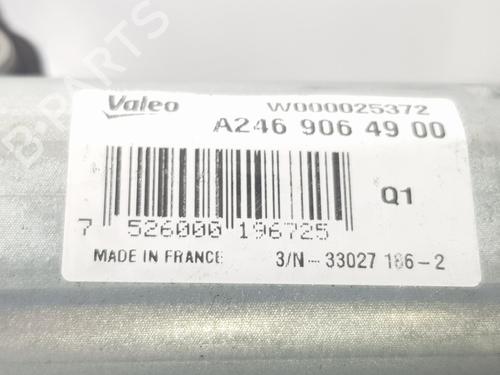 Valeo W000025372
A246 906 49 00
Q1
7 526000 196725
MADE IN FRANCE 3/N-33027 186-2
B-PARTS